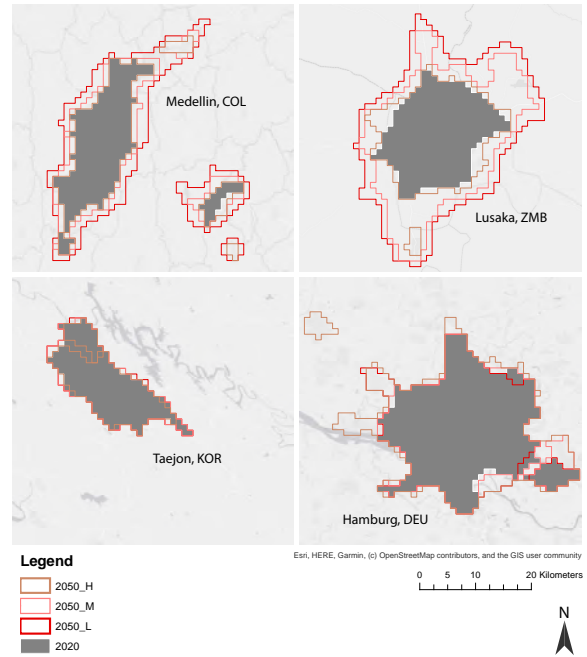 Medellin, COL
Lusaka, ZMB
Taejon, KOR
Hamburg, DEU
Esri, HERE, Garmin, (c) OpenStreetMap contributors, and the GIS user community
Legend
2050_H
2050_M
2050_L
2020
0 5 10 20 Kilometers
N